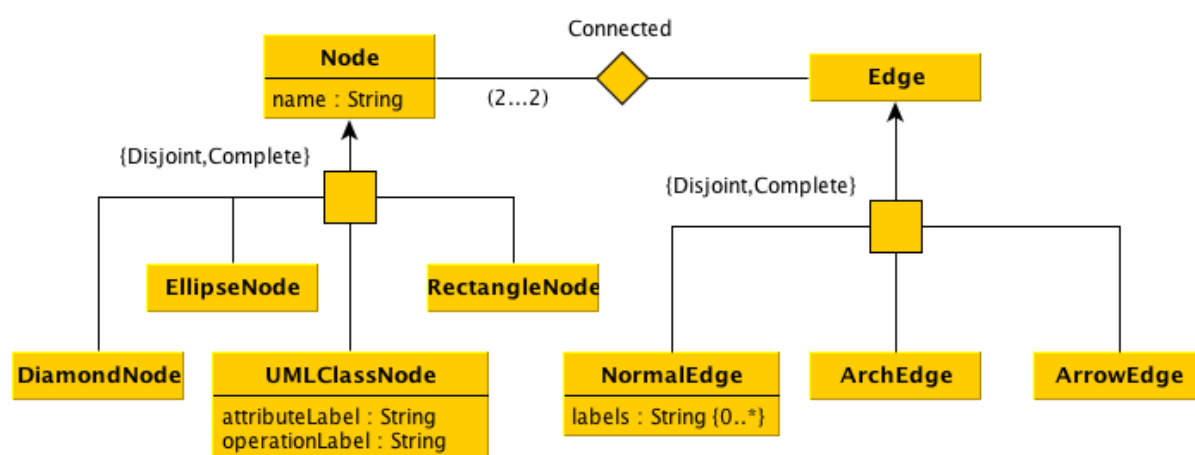 Connected
Node
Edge
name : String
(2...2)
{Disjoint,Complete}
{Disjoint,Complete}
EllipseNode
RectangleNode
DiamondNode
UMLClassNode
NormalEdge
ArchEdge
ArrowEdge
attributeLabel : String
labels : String {0..*}
operationLabel : String